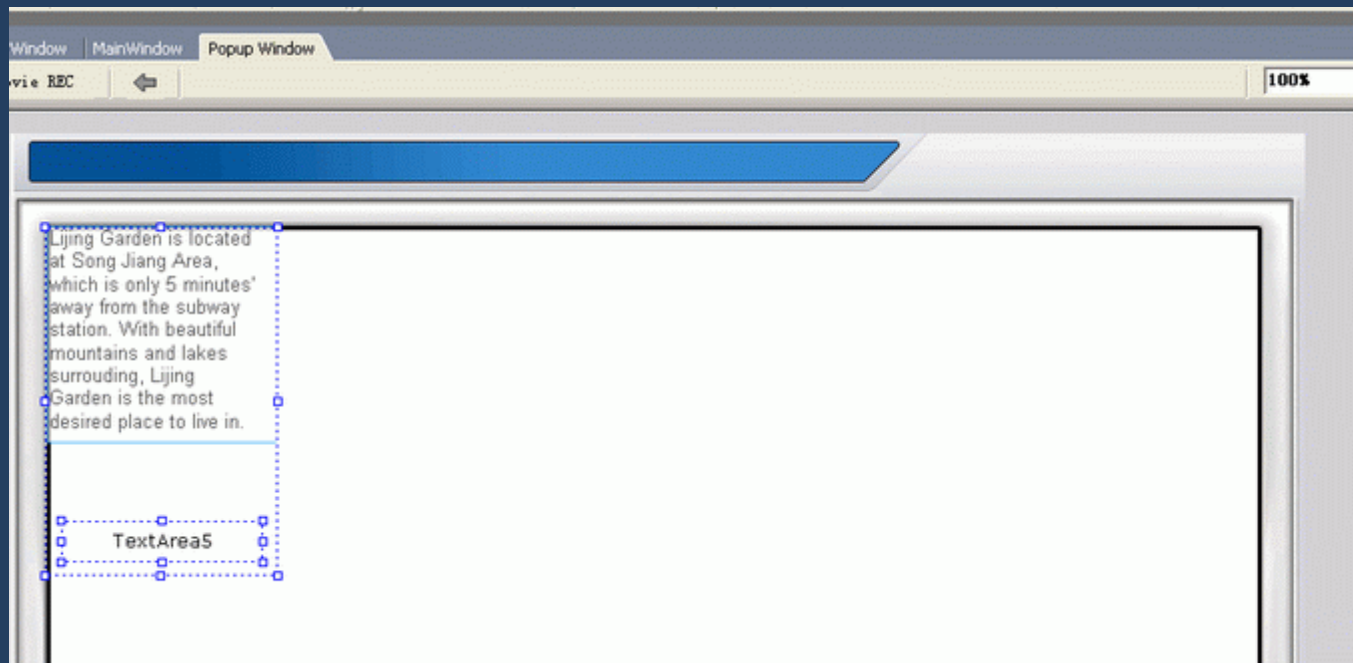 Window MainWindow Popup Window
vie REC
100%
Lijing Garden is located
at Song Jiang Area,
which is only 5 minutes'
away from the subway
station. With beautiful
mountains and lakes
surrouding, Lijing
Garden is the most
desired place to live in.
TextArea5